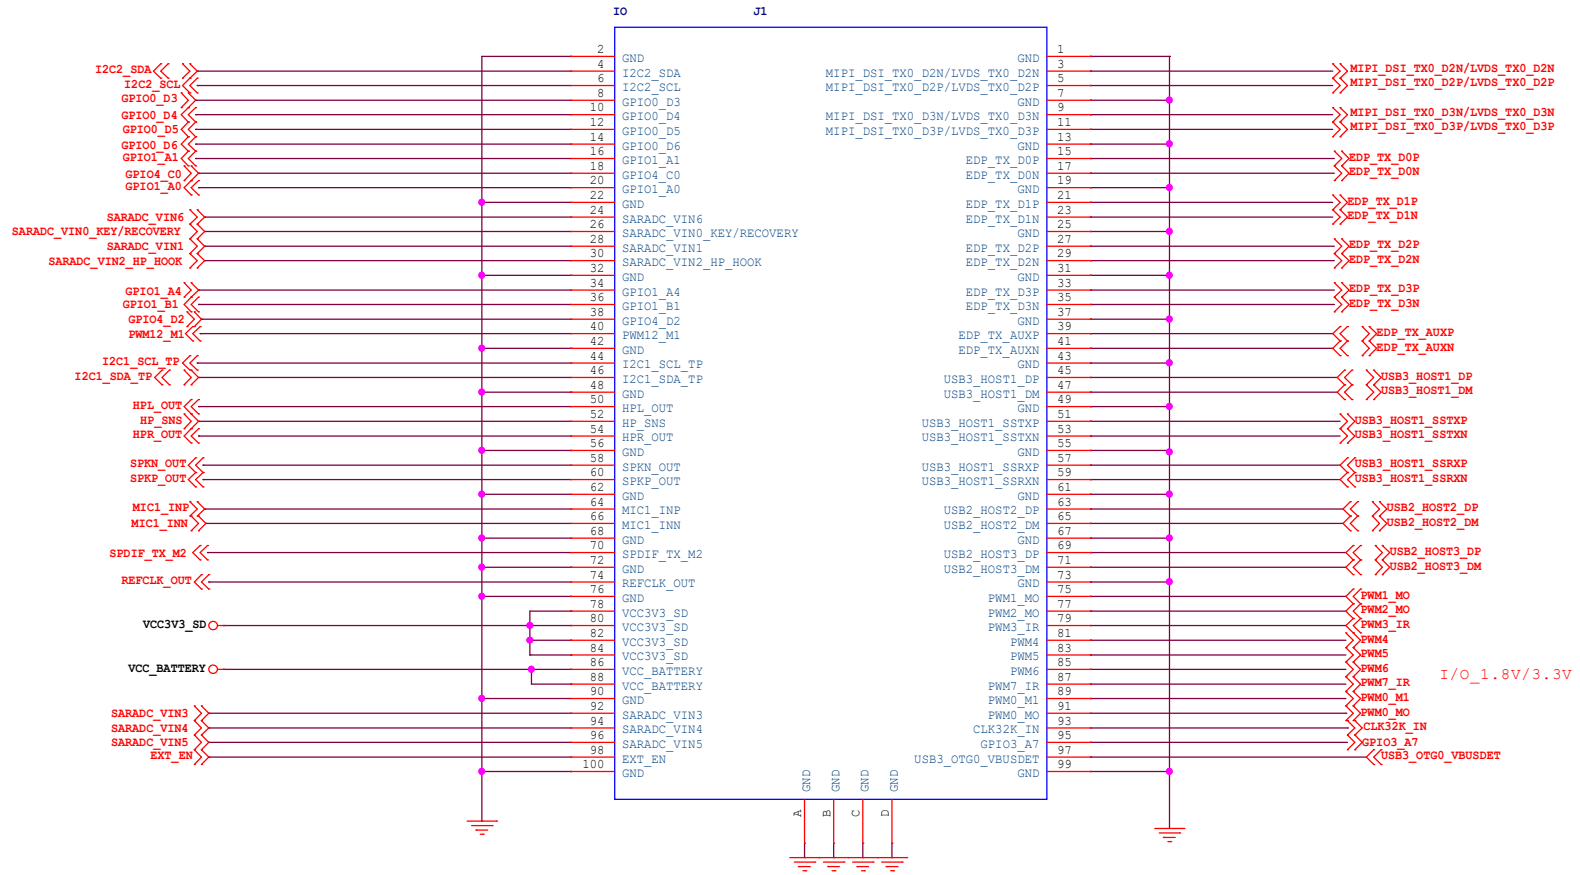 IO
J1
2 GND
I2C2_SDA 4 I2C2_SDA
I2C2_SCL 6 I2C2_SCL
GPIO0_D3 8 GPIO0_D3
GPIO0_D4 10 GPIO0_D4
GPIO0_D5 12 GPIO0_D5
GPIO0_D6 14 GPIO0_D6
GPIO1_A1 16 GPIO1_A1
GPIO4_C0 18 GPIO4_C0
GPIO1_A0 20 GPIO1_A0
22 GND
SARADC_VIN6 24 SARADC_VIN6
SARADC_VIN0_KEY/RECOVERY 26 SARADC_VIN0_KEY/RECOVERY
SARADC_VIN1 28 SARADC_VIN1
SARADC_VIN2_HP_HOOK 30 SARADC_VIN2_HP_HOOK
32 GND
GPIO1_A4 34 GPIO1_A4
GPIO1_B1 36 GPIO1_B1
GPIO4_D2 38 GPIO4_D2
PWM12_M1 40 PWM12_M1
42 GND
I2C1_SCL_TP 44 I2C1_SCL_TP
I2C1_SDA_TP 46 I2C1_SDA_TP
48 GND
HPL_OUT 50 HPL_OUT
HP_SNS 52 HP_SNS
HPR_OUT 54 HPR_OUT
56 GND
SPKN_OUT 58 SPKN_OUT
SPKP_OUT 60 SPKP_OUT
62 GND
MIC1_INP 64 MIC1_INP
MIC1_INN 66 MIC1_INN
68 GND
SPDIF_TX_M2 70 SPDIF_TX_M2
72 GND
REFCLK_OUT 74 REFCLK_OUT
76 GND
78 VCC3V3_SD
VCC3V3_SD 80 VCC3V3_SD
82 VCC3V3_SD
84 VCC3V3_SD
VCC_BATTERY 86 VCC_BATTERY
88 VCC_BATTERY
90 GND
SARADC_VIN3 92 SARADC_VIN3
SARADC_VIN4 94 SARADC_VIN4
SARADC_VIN5 96 SARADC_VIN5
EXT_EN 98 EXT_EN
100 GND
GND 1
MIPI_DSI_TX0_D2N/LVDS_TX0_D2N 3 MIPI_DSI_TX0_D2N/LVDS_TX0_D2N
MIPI_DSI_TX0_D2P/LVDS_TX0_D2P 5 MIPI_DSI_TX0_D2P/LVDS_TX0_D2P
GND 7
MIPI_DSI_TX0_D3N/LVDS_TX0_D3N 9 MIPI_DSI_TX0_D3N/LVDS_TX0_D3N
MIPI_DSI_TX0_D3P/LVDS_TX0_D3P 11 MIPI_DSI_TX0_D3P/LVDS_TX0_D3P
GND 13
EDP_TX_D0P 15 EDP_TX_D0P
EDP_TX_D0N 17 EDP_TX_D0N
GND 19
EDP_TX_D1P 21 EDP_TX_D1P
EDP_TX_D1N 23 EDP_TX_D1N
GND 25
EDP_TX_D2P 27 EDP_TX_D2P
EDP_TX_D2N 29 EDP_TX_D2N
GND 31
EDP_TX_D3P 33 EDP_TX_D3P
EDP_TX_D3N 35 EDP_TX_D3N
GND 37
EDP_TX_AUXP 39 EDP_TX_AUXP
EDP_TX_AUXN 41 EDP_TX_AUXN
GND 43
USB3_HOST1_DP 45 USB3_HOST1_DP
USB3_HOST1_DM 47 USB3_HOST1_DM
GND 49
USB3_HOST1_SSTXP 51 USB3_HOST1_SSTXP
USB3_HOST1_SSTXN 53 USB3_HOST1_SSTXN
GND 55
USB3_HOST1_SSRXP 57 USB3_HOST1_SSRXP
USB3_HOST1_SSRXN 59 USB3_HOST1_SSRXN
GND 61
USB2_HOST2_DP 63 USB2_HOST2_DP
USB2_HOST2_DM 65 USB2_HOST2_DM
GND 67
USB2_HOST3_DP 69 USB2_HOST3_DP
USB2_HOST3_DM 71 USB2_HOST3_DM
GND 73
PWM1_MO 75 PWM1_MO
PWM2_MO 77 PWM2_MO
PWM3_IR 79 PWM3_IR
PWM4 81 PWM4
PWM5 83 PWM5
PWM6 85 PWM6
I/O_1.8V/3.3V
PWM7_IR 87 PWM7_IR
PWM0_M1 89 PWM0_M1
PWM0_MO 91 PWM0_MO
CLK32K_IN 93 CLK32K_IN
GPIO3_A7 95 GPIO3_A7
USB3_OTG0_VBUSDET 97 USB3_OTG0_VBUSDET
GND 99
GND GND GND GND
A B C D